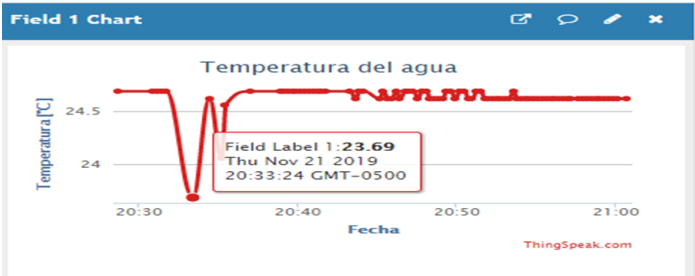 Field 1 Chart
Temperatura del agua
Temperatura[°C]
24.5
24
Field Label 1:23.69
Thu Nov 21 2019
20:33:24 GMT-0500
20:30 20:40 20:50 21:00
Fecha
ThingSpeak.com